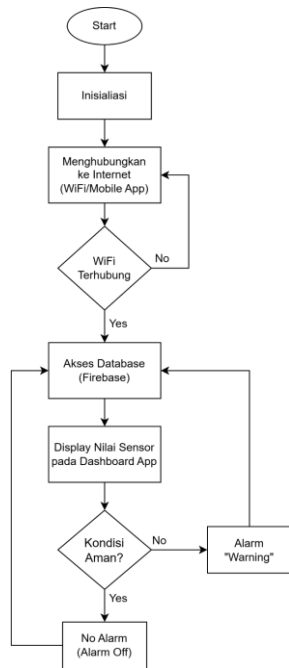 Start
Inisialiasi
Menghubungkan
ke Internet
(WiFi/Mobile App)
WiFi
Terhubung
No
Yes
Akses Database
(Firebase)
Display Nilai Sensor
pada Dashboard App
Kondisi
Aman?
No
Alarm
"Warning"
Yes
No Alarm
(Alarm Off)